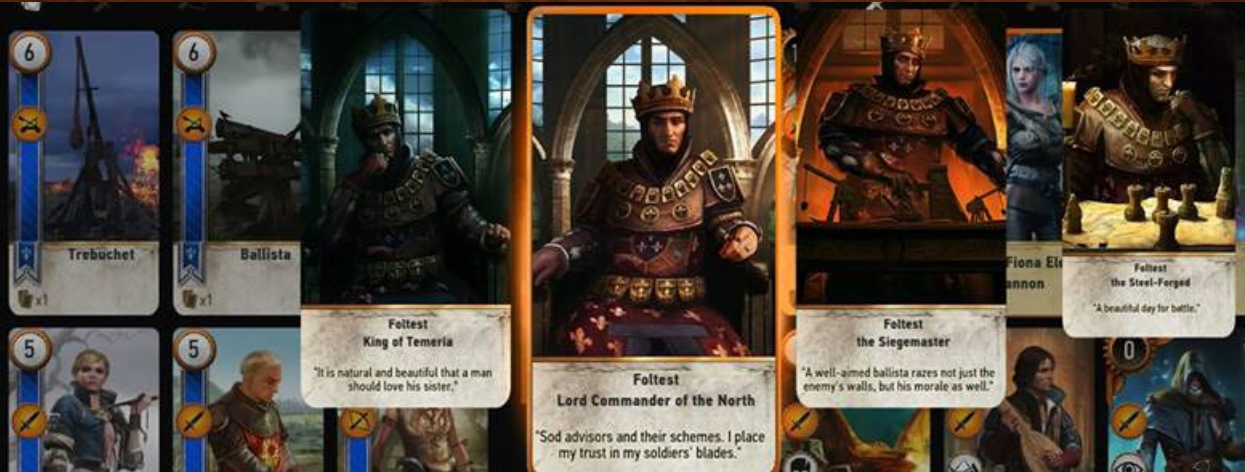 6
Trebuchet
x1
6
Ballista
x1
Foltest
King of Temeria
"It is natural and beautiful that a man
should love his sister."
Foltest
Lord Commander of the North
"Sod advisors and their schemes. I place
my trust in my soldiers' blades."
Foltest
the Siegemaster
"A well-aimed ballista razes not just the
enemy's walls, but his morale as well."
Fiona Ele
annon
Foltest
the Steel-Forged
"A beautiful day for battle."
5
5
0